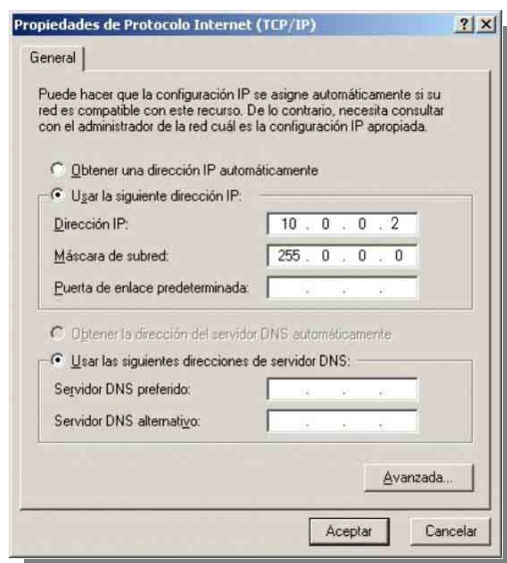 Propiedades de Protocolo Internet (TCP/IP)
General
Puede hacer que la configuración IP se asigne automáticamente si su
red es compatible con este recurso. De lo contrario, necesita consultar
con el administrador de la red cuál es la configuración IP apropiada.
Obtener una dirección IP automáticamente
Usar la siguiente dirección IP:
Dirección IP: 10 . 0 . 0 . 2
Máscara de subred: 255 . 0 . 0 . 0
Puerta de enlace predeterminada: . . .
Obtener la dirección del servidor DNS automáticamente
Usar las siguientes direcciones de servidor DNS:
Servidor DNS preferido: . . .
Servidor DNS alternativo: . . .
Avanzada...
Aceptar Cancelar